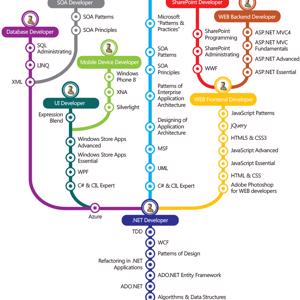 SOA Developer
SOA Patterns
SOA Principles
Database Developer
SQL
Administrating
LINQ
XML
Mobile Device Developer
Windows
Phone 8
XNA
Silverlight
UI Developer
Expression
Blend
Windows Store Apps
Advanced
Windows Store Apps
Essential
WPF
C# & CIL Expert
Azure
Microsoft
"Patterns &
Practices"
SOA
Patterns
SOA
Principles
Patterns of
Enterprise
Application
Architecture
Designing of
Application
Architecture
MSF
UML
C# & CIL Expert
SharePoint Developer
SharePoint
Programming
SharePoint
Administrating
WWF
WEB Backend Developer
ASP.NET MVC4
ASP.NET MVC
Fundamentals
ASP.NET Advanced
ASP.NET Essential
WEB Frontend Developer
JavaScript Patterns
jQuery
HTML5 & CSS3
JavaScript Advanced
JavaScript Essential
HTML & CSS
Adobe Photoshop
for WEB developers
.NET Developer
TDD
WCF
Patterns of Design
Refactoring in .NET
Applications
ADO.NET Entity Framework
ADO.NET
Algorithms & Data Structures